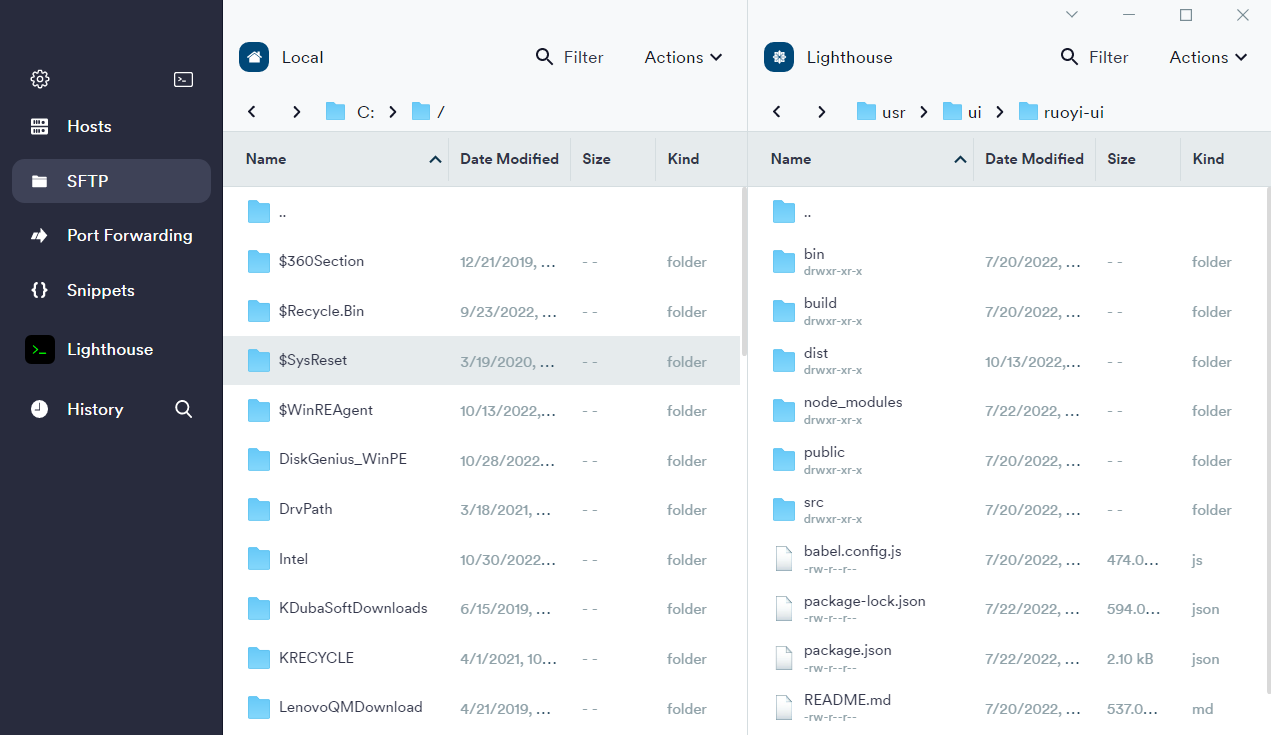 Hosts
SFTP
Port Forwarding
Snippets
Lighthouse
History
Local
Filter
Actions
C:
/
Name Date Modified Size Kind
..
$360Section 12/21/2019, ... - - folder
$Recycle.Bin 9/23/2022, ... - - folder
$SysReset 3/19/2020, ... - - folder
$WinREAgent 10/13/2022,... - - folder
DiskGenius_WinPE 10/28/2022... - - folder
DrvPath 3/18/2021, ... - - folder
Intel 10/30/2022... - - folder
KDubaSoftDownloads 6/15/2019, ... - - folder
KRECYCLE 4/1/2021, 10... - - folder
LenovoQMDownload 4/21/2019, ... - - folder
Lighthouse
Filter
Actions
usr
ui
ruoyi-ui
Name Date Modified Size Kind
..
bin 7/20/2022, ... - - folder
drwxr-xr-x
build 7/20/2022, ... - - folder
drwxr-xr-x
dist 10/13/2022,... - - folder
drwxr-xr-x
node_modules 7/22/2022, ... - - folder
drwxr-xr-x
public 7/20/2022, ... - - folder
drwxr-xr-x
src 7/20/2022, ... - - folder
drwxr-xr-x
babel.config.js 7/20/2022, ... 474.0... js
-rw-r--r--
package-lock.json 7/22/2022, ... 594.0... json
-rw-r--r--
package.json 7/22/2022, ... 2.10 kB json
-rw-r--r--
README.md 7/20/2022, ... 537.0... md
-rw-r--r--